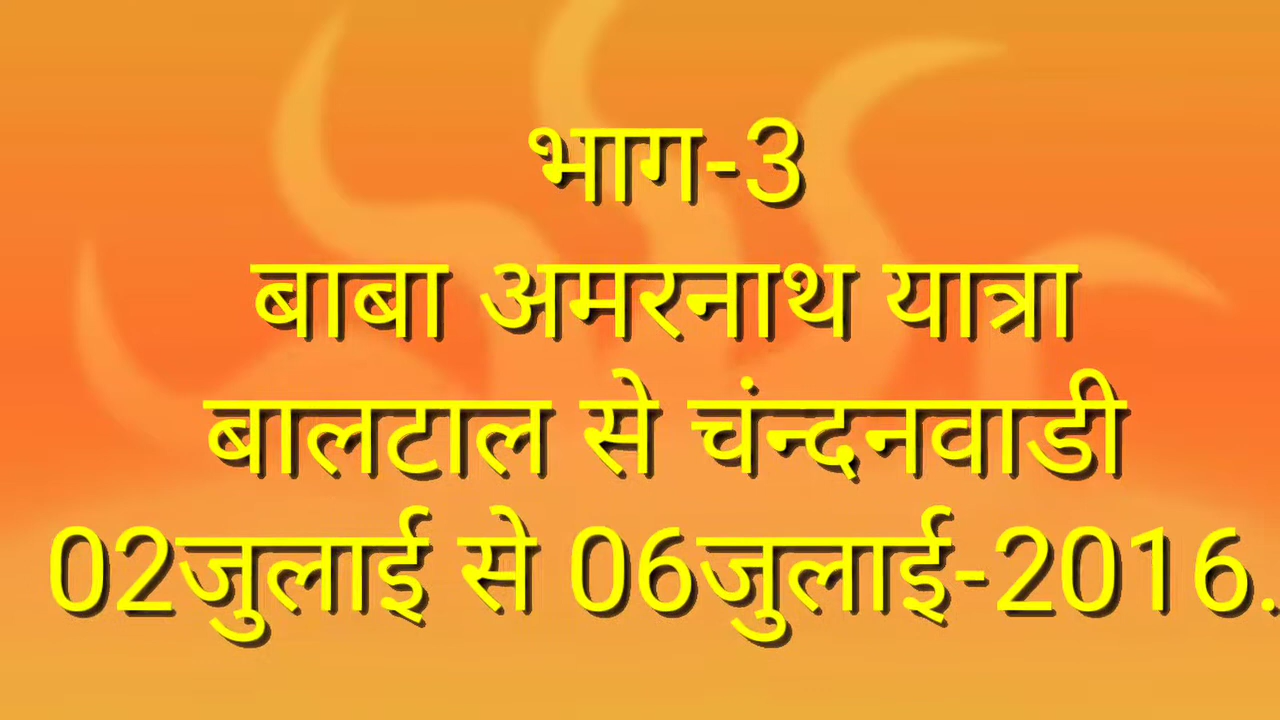 भाग-3
बाबा अमरनाथ यात्रा
बालटाल से चंन्दनवाडी
02जुलाई से 06जुलाई-2016.